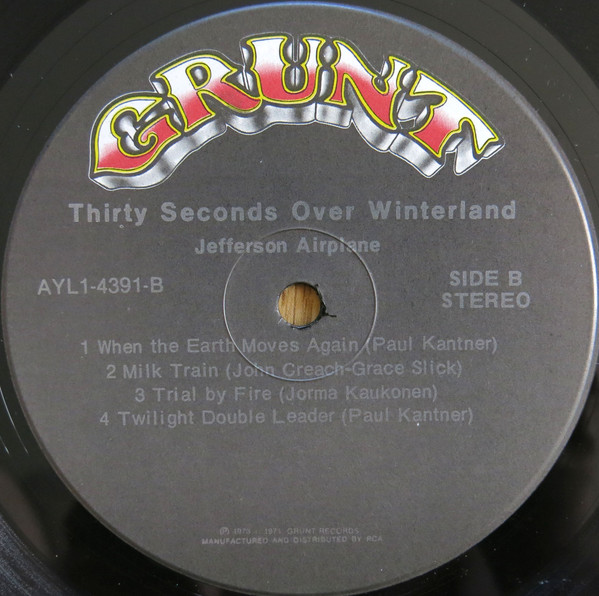 GRUNT
Thirty Seconds Over Winterland
Jefferson Airplane
AYL1-4391-B
SIDE B
STEREO
1 When the Earth Moves Again (Paul Kantner)
2 Milk Train (John Creach-Grace Slick)
3 Trial by Fire (Jorma Kaukonen)
4 Twilight Double Leader (Paul Kantner)
℗ 1971 GRUNT RECORDS
MANUFACTURED AND DISTRIBUTED BY RCA